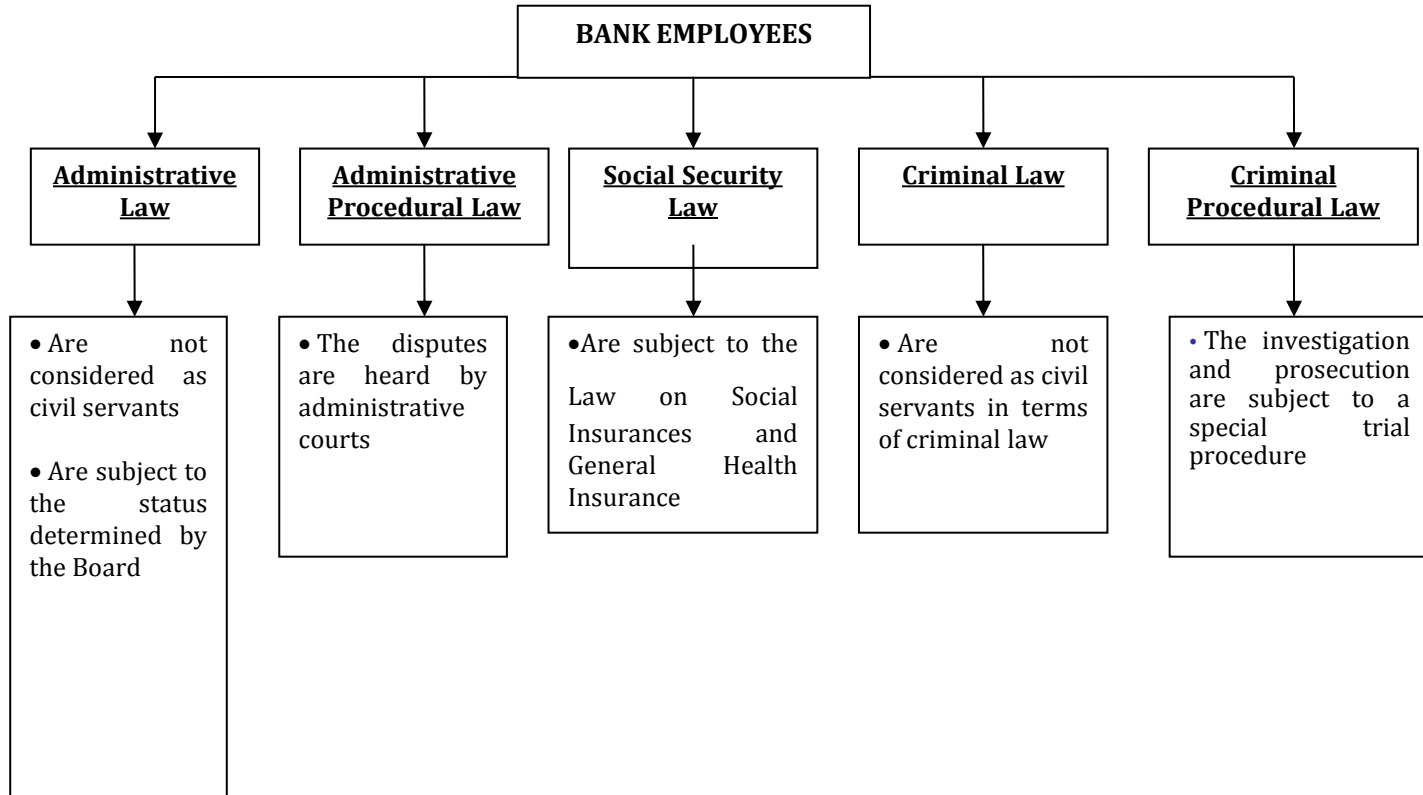 BANK EMPLOYEES
Administrative
Law
Administrative
Procedural Law
Social Security
Law
Criminal Law
Criminal
Procedural Law
• Are not
considered as
civil servants
• Are subject to
the status
determined by
the Board
• The disputes
are heard by
administrative
courts
•Are subject to the
Law on Social
Insurances and
General Health
Insurance
• Are not
considered as civil
servants in terms
of criminal law
• The investigation
and prosecution
are subject to a
special trial
procedure